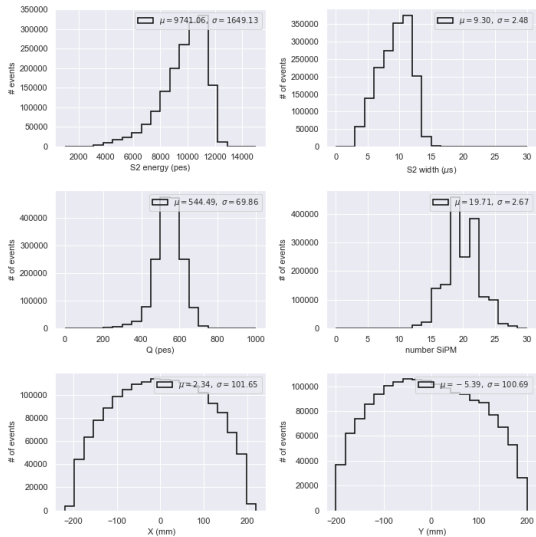 350000
300000
250000
200000
150000
100000
50000
0
# events
μ = 9741.06, σ = 1649.13
2000 4000 6000 8000 10000 12000 14000
S2 energy (pes)
350000
300000
250000
200000
150000
100000
50000
0
# of events
μ = 9.30, σ = 2.48
0 5 10 15 20 25 30
S2 width (μs)
400000
300000
200000
100000
0
# of events
μ = 544.49, σ = 69.86
0 200 400 600 800 1000
Q (pes)
400000
300000
200000
100000
0
# of events
μ = 19.71, σ = 2.67
0 5 10 15 20 25 30
number SiPM
100000
80000
60000
40000
20000
0
# of events
μ = 2.34, σ = 101.65
−200 −100 0 100 200
X (mm)
100000
80000
60000
40000
20000
0
# of events
μ = −5.39, σ = 100.69
−200 −100 0 100 200
Y (mm)